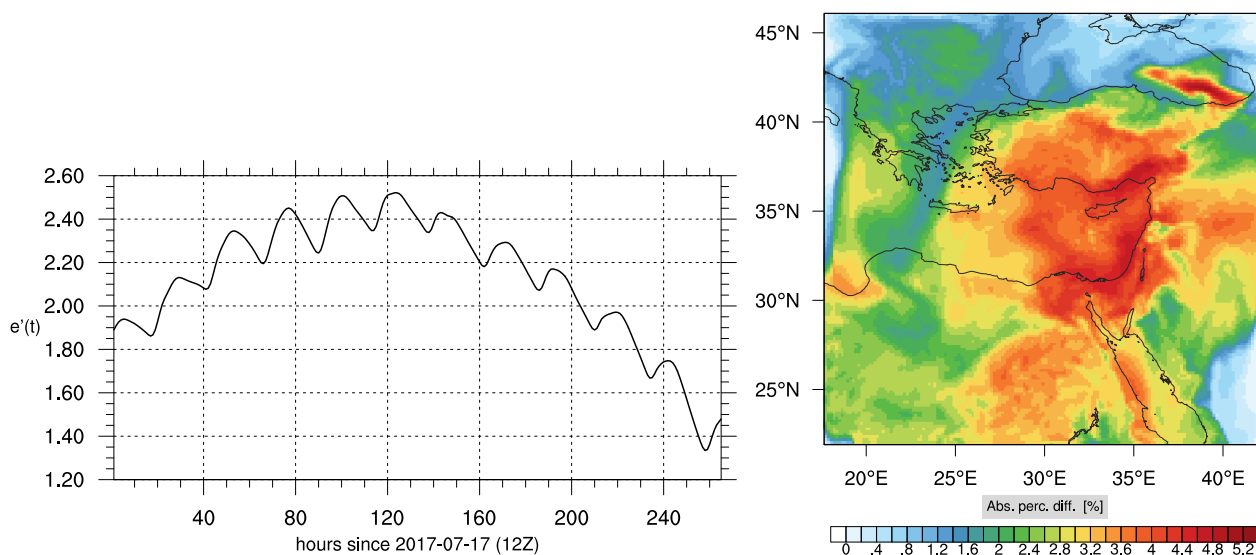 2.60
2.40
2.20
2.00
1.80
1.60
1.40
1.20
e'(t)
40 80 120 160 200 240
hours since 2017-07-17 (12Z)
45°N
40°N
35°N
30°N
25°N
20°E 25°E 30°E 35°E 40°E
Abs. perc. diff. [%]
0 .4 .8 1.2 1.6 2 2.4 2.8 3.2 3.6 4 4.4 4.8 5.2